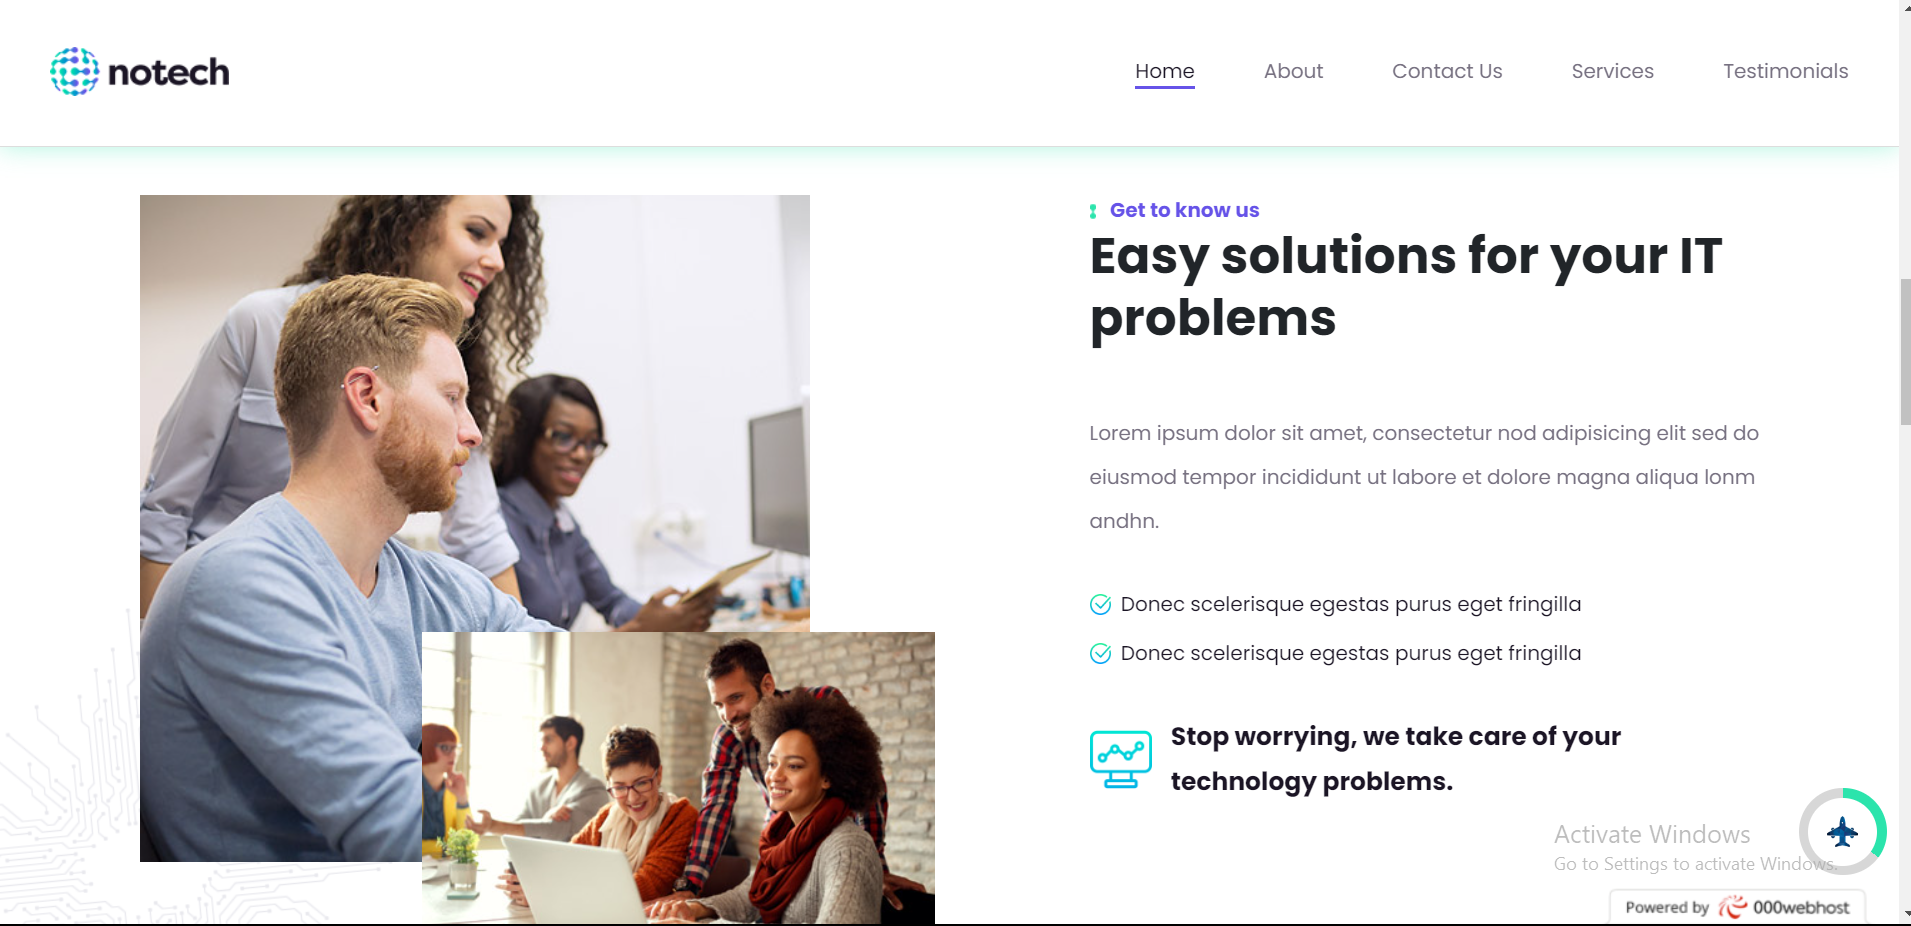 notech
Home
About
Contact Us
Services
Testimonials
Get to know us
Easy solutions for your IT
problems
Lorem ipsum dolor sit amet, consectetur nod adipisicing elit sed do
eiusmod tempor incididunt ut labore et dolore magna aliqua lonm
andhn.
Donec scelerisque egestas purus eget fringilla
Donec scelerisque egestas purus eget fringilla
Stop worrying, we take care of your
technology problems.
Activate Windows
Go to Settings to activate Windows.
Powered by 000webhost